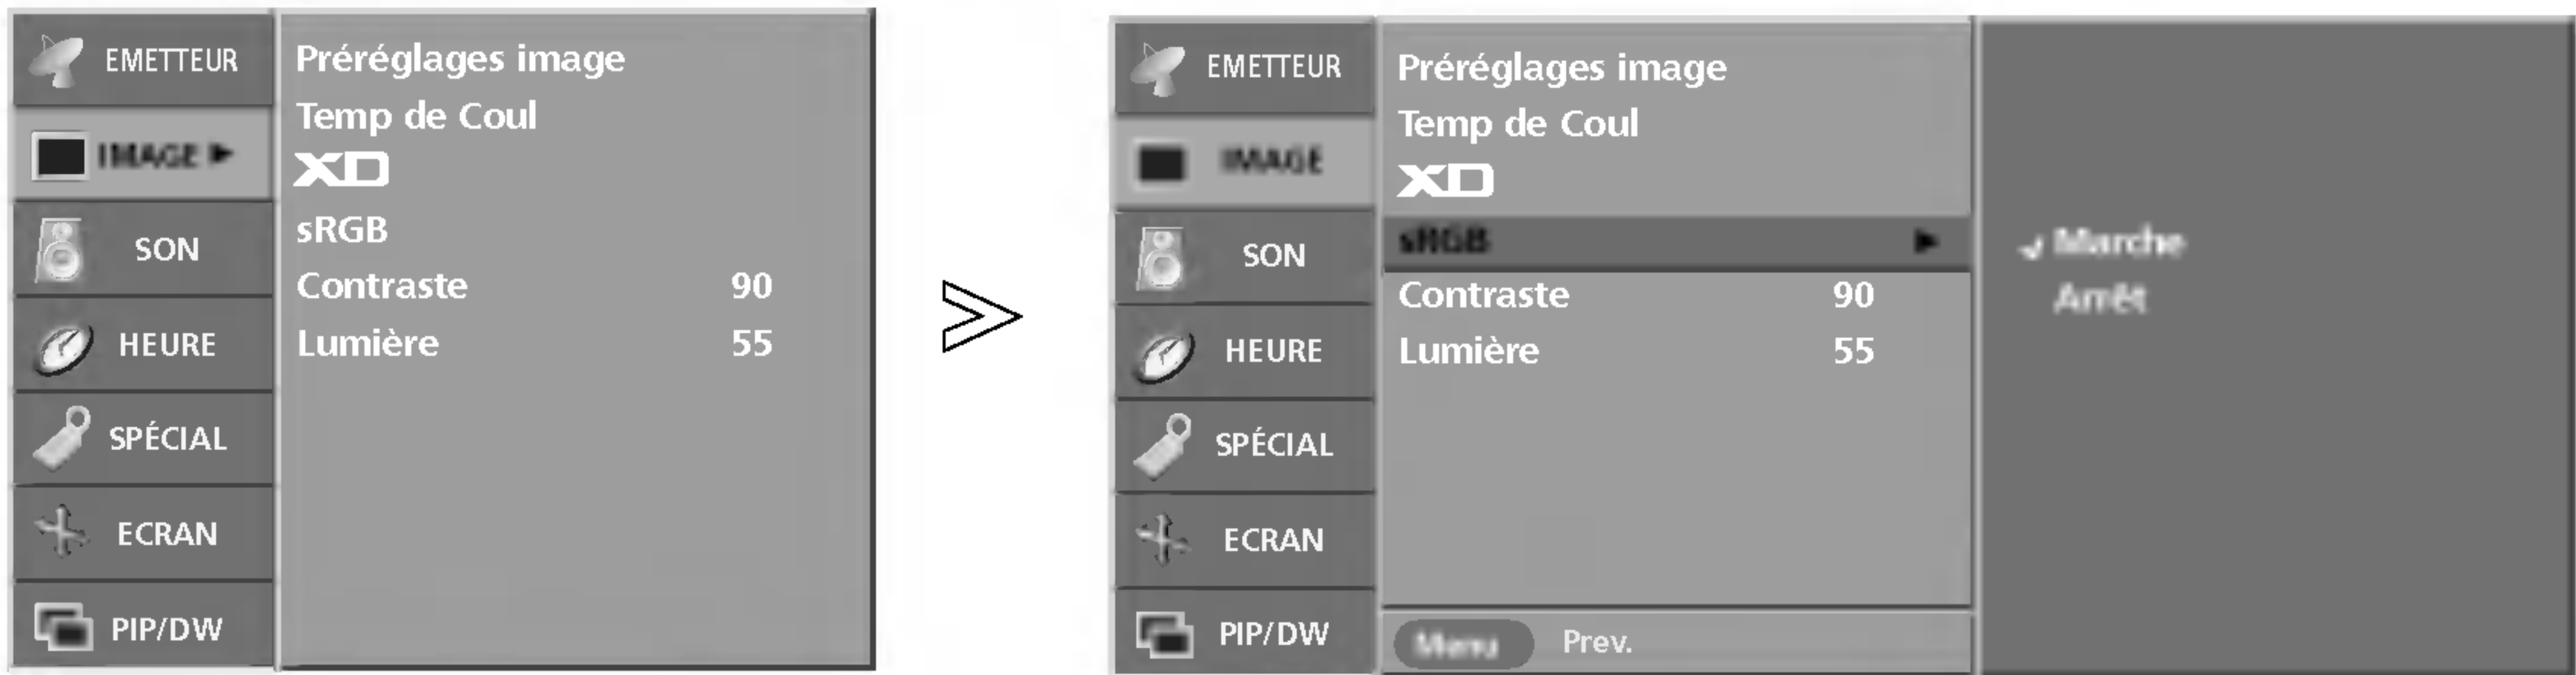 EMETTEUR
IMAGE ►
SON
HEURE
SPÉCIAL
ECRAN
PIP/DW
Préréglages image
Temp de Coul
XD
sRGB
Contraste 90
Lumière 55
EMETTEUR
IMAGE
SON
HEURE
SPÉCIAL
ECRAN
PIP/DW
Préréglages image
Temp de Coul
XD
sRGB ►
Contraste 90
Lumière 55
Menu Prev.
✓ Marche
Arrêt